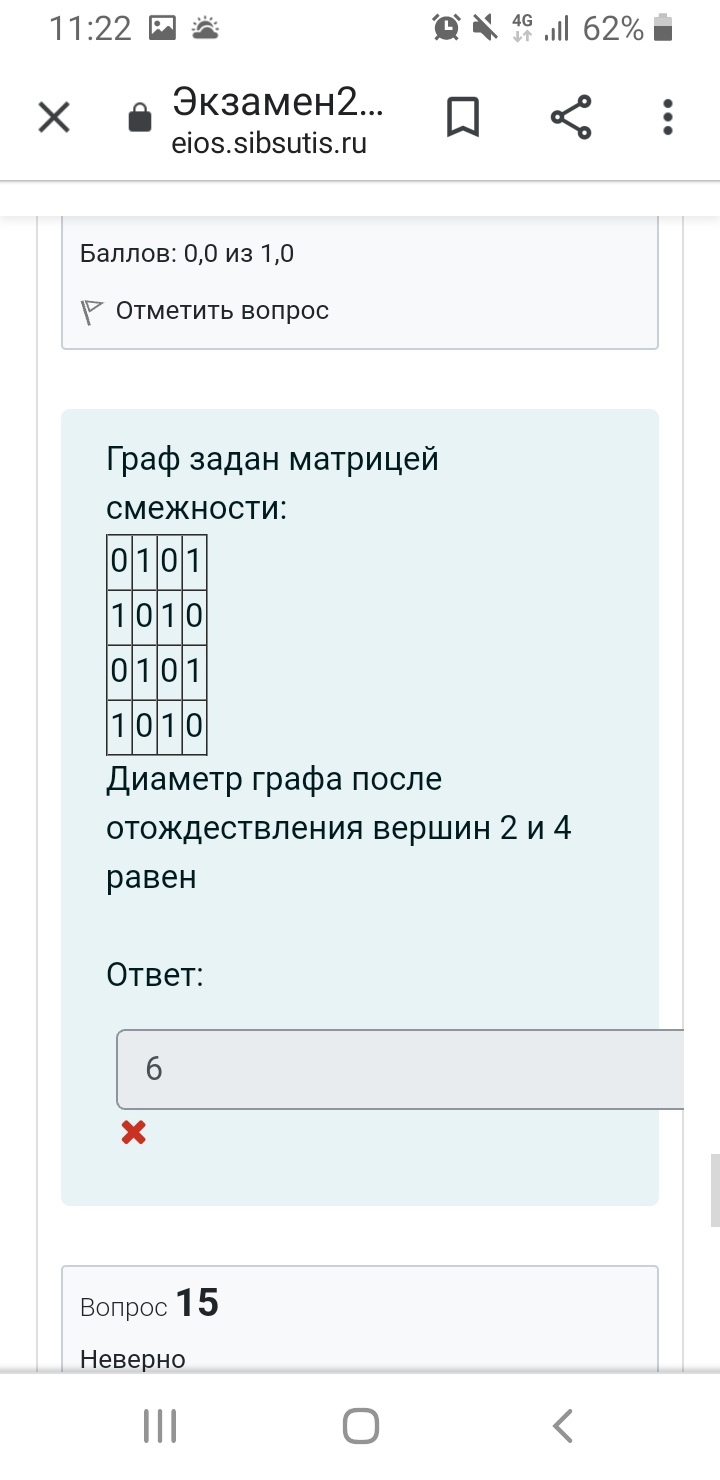 11:22 4G 62%
Экзамен2...
eios.sibsutis.ru
Баллов: 0,0 из 1,0
Отметить вопрос
Граф задан матрицей
смежности:
0 1 0 1
1 0 1 0
0 1 0 1
1 0 1 0
Диаметр графа после
отождествления вершин 2 и 4
равен
Ответ:
6
Вопрос 15
Неверно